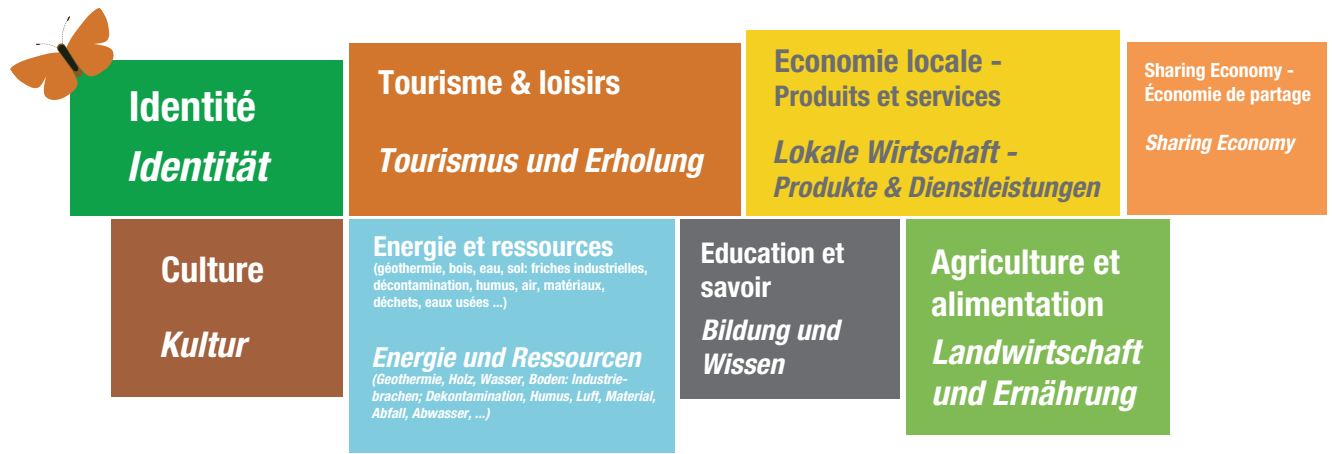 Identité
Identität
Tourisme & loisirs
Tourismus und Erholung
Economie locale -
Produits et services
Lokale Wirtschaft -
Produkte & Dienstleistungen
Sharing Economy -
Économie de partage
Sharing Economy
Culture
Kultur
Energie et ressources
(géothermie, bois, eau, sol: friches industrielles,
décontamination, humus, air, matériaux,
déchets, eaux usées ...)
Energie und Ressourcen
(Geothermie, Holz, Wasser, Boden: Industrie-
brachen; Dekontamination, Humus, Luft, Material,
Abfall, Abwasser, ...)
Education et
savoir
Bildung und
Wissen
Agriculture et
alimentation
Landwirtschaft
und Ernährung